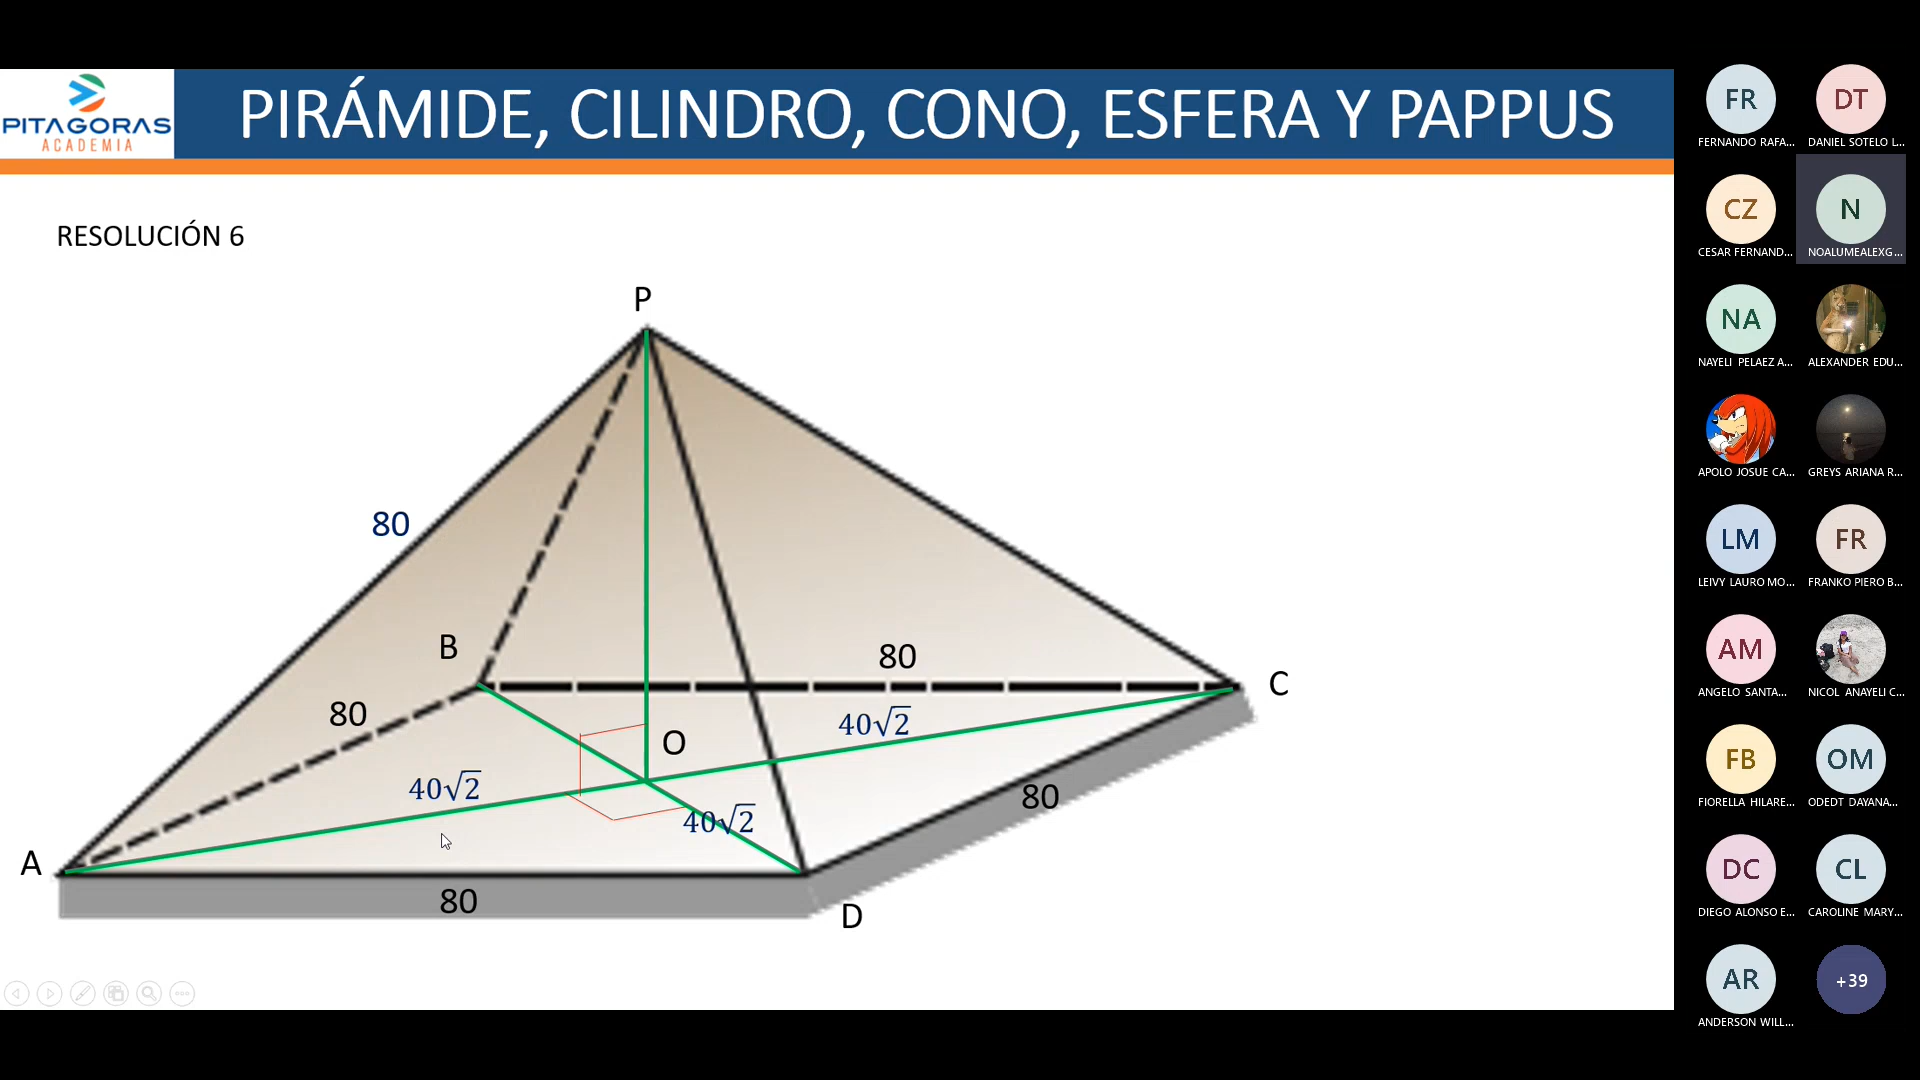 PITAGORAS
ACADEMIA
PIRÁMIDE, CILINDRO, CONO, ESFERA Y PAPPUS
RESOLUCIÓN 6
P
80
B
80
C
80
40√2
O
40√2
80
40√2
A
80
D
FR
FERNANDO RAFA...
DT
DANIEL SOTELO L...
CZ
CESAR FERNAND...
N
NOALUMEALEXG...
NA
NAYELI PELAEZ A...
ALEXANDER EDU...
APOLO JOSUE CA...
GREYS ARIANA R...
LM
LEIVY LAURO MO...
FR
FRANKO PIERO B...
AM
ANGELO SANTA...
NICOL ANAYELI C...
FB
FIORELLA HILARE...
OM
ODEDT DAYANA...
DC
DIEGO ALONSO E...
CL
CAROLINE MARY...
AR
ANDERSON WILL...
+39